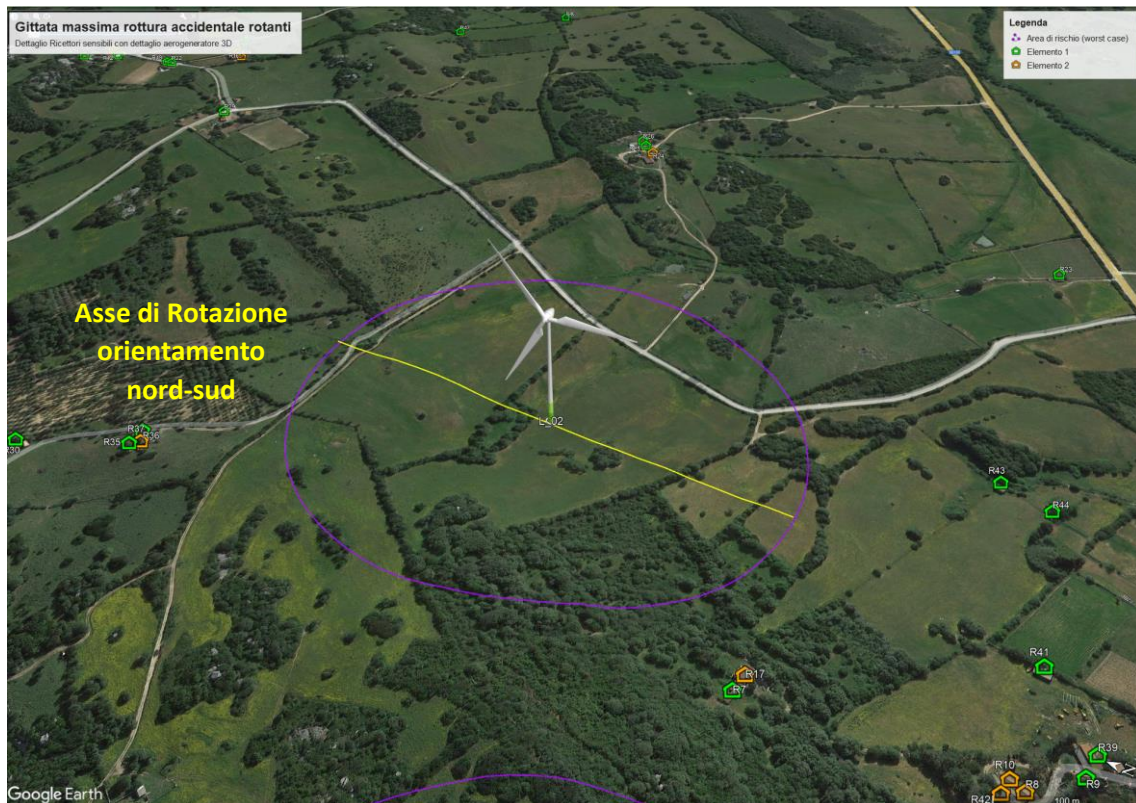 Gittata massima rottura accidentale rotanti
Dettaglio Ricettori sensibili con dettaglio aerogeneratore 3D
Legenda
Area di rischio (worst case)
Elemento 1
Elemento 2
R23
Asse di Rotazione
orientamento
nord-sud
R37
R35
R36
R30
R43
R44
R41
R17
R7
R39
R10
R9
R42
R8
100 m
Google Earth